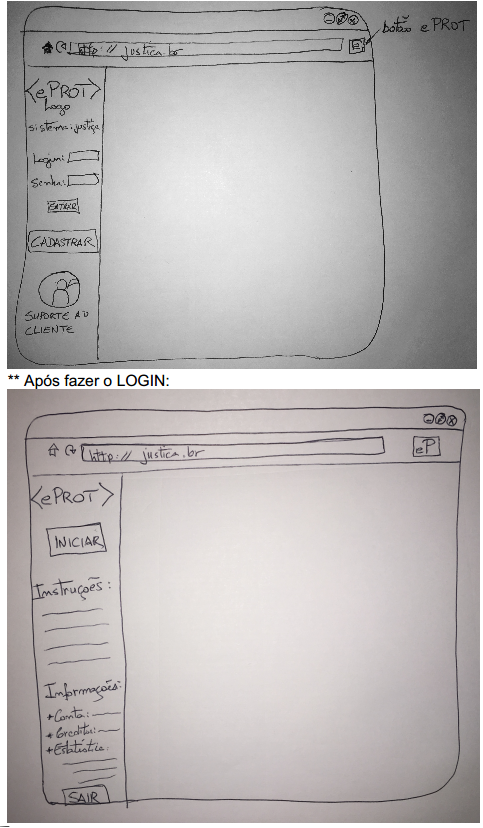 http:// justica.br
E
botão ePROT
<ePROT>
Logo
sistema: justiça
Login:
Senha:
ENTRAR
CADASTRAR
SUPORTE AO
CLIENTE
** Após fazer o LOGIN:
http:// justica.br
eP
<ePROT>
INICIAR
Instruções:
Informações:
+Conta:
+Creditos:
+Estatística:
SAIR